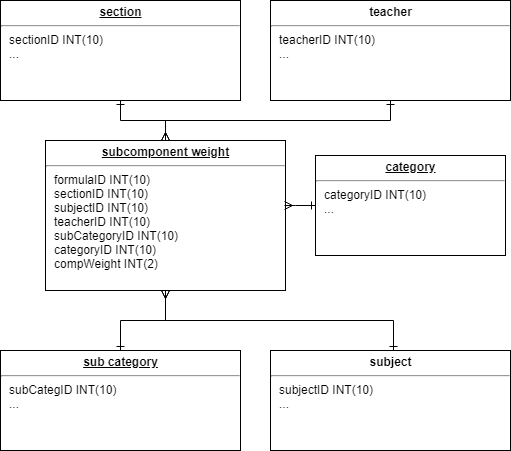 section
sectionID INT(10)
...
teacher
teacherID INT(10)
...
subcomponent weight
formulaID INT(10)
sectionID INT(10)
subjectID INT(10)
teacherID INT(10)
subCategoryID INT(10)
categoryID INT(10)
compWeight INT(2)
category
categoryID INT(10)
...
sub category
subCategID INT(10)
...
subject
subjectID INT(10)
...